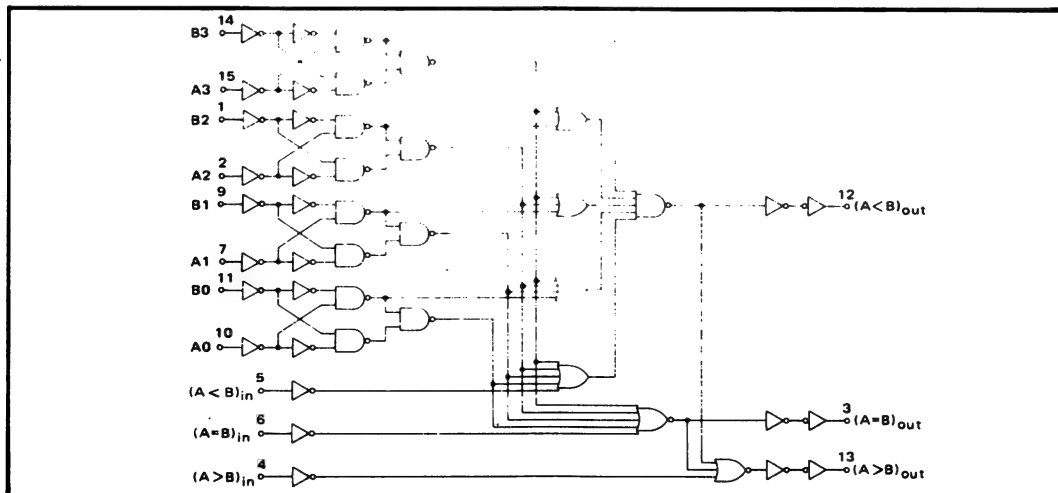 14
B3
15
A3
1
B2
2
A2
9
B1
12
(A<B)out
7
A1
11
B0
10
A0
5
(A<B)in
6
(A=B)in
3
(A=B)out
4
(A>B)in
13
(A>B)out